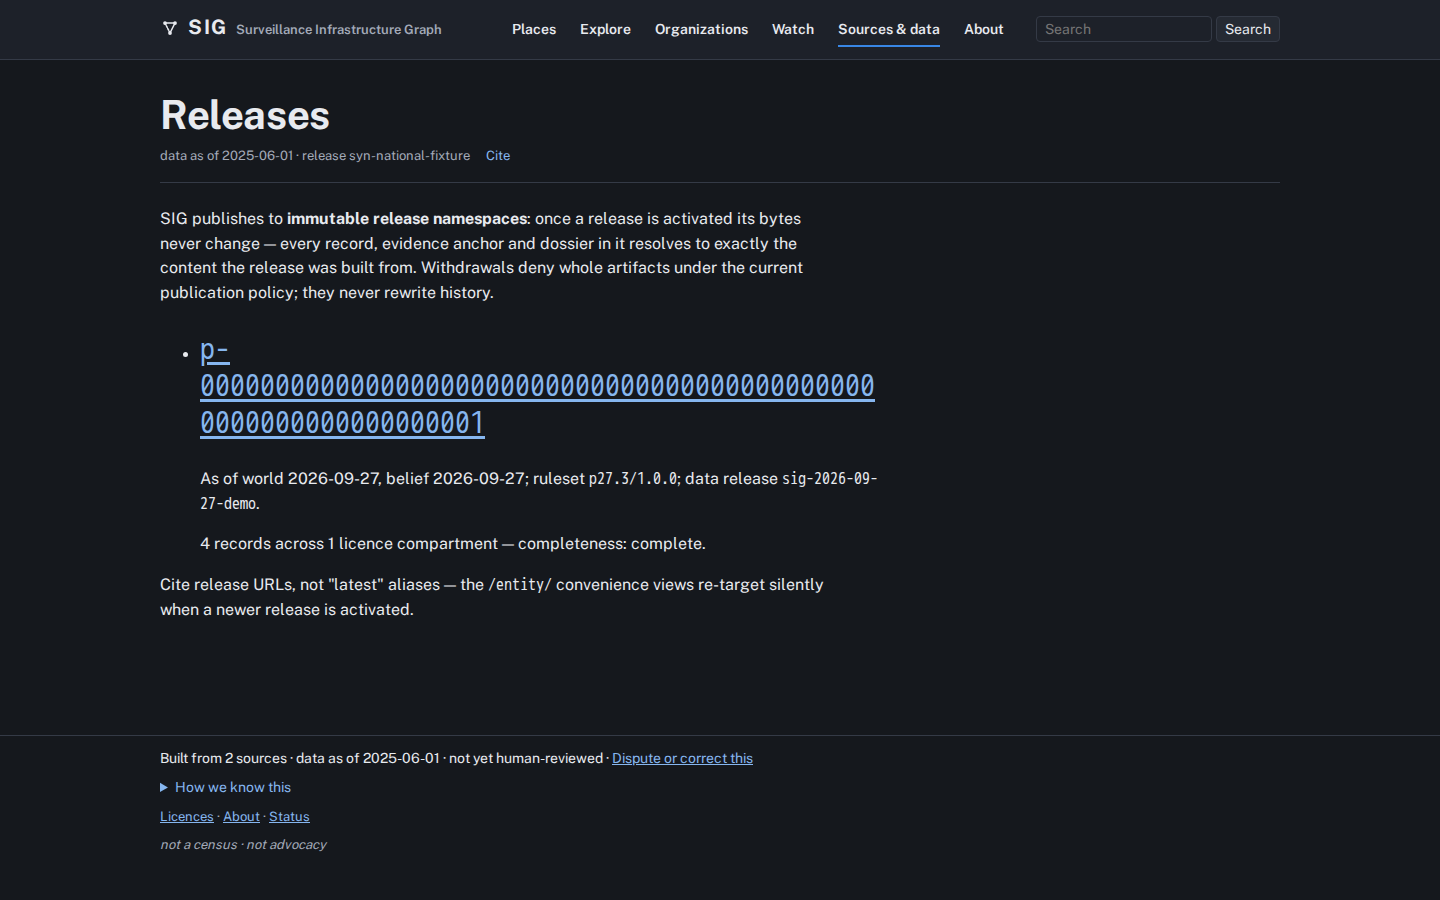 SIG Surveillance Infrastructure Graph Places Explore Organizations Watch Sources & data About Search Search
Releases
data as of 2025-06-01 · release syn-national-fixture Cite
SIG publishes to immutable release namespaces: once a release is activated its bytes
never change — every record, evidence anchor and dossier in it resolves to exactly the
content the release was built from. Withdrawals deny whole artifacts under the current
publication policy; they never rewrite history.
• p-
000000000000000000000000000000000000000000000
0000000000000000001
As of world 2026-09-27, belief 2026-09-27; ruleset p27.3/1.0.0; data release sig-2026-09-
27-demo.
4 records across 1 licence compartment — completeness: complete.
Cite release URLs, not "latest" aliases — the /entity/ convenience views re-target silently
when a newer release is activated.
Built from 2 sources · data as of 2025-06-01 · not yet human-reviewed · Dispute or correct this
▶ How we know this
Licences · About · Status
not a census · not advocacy